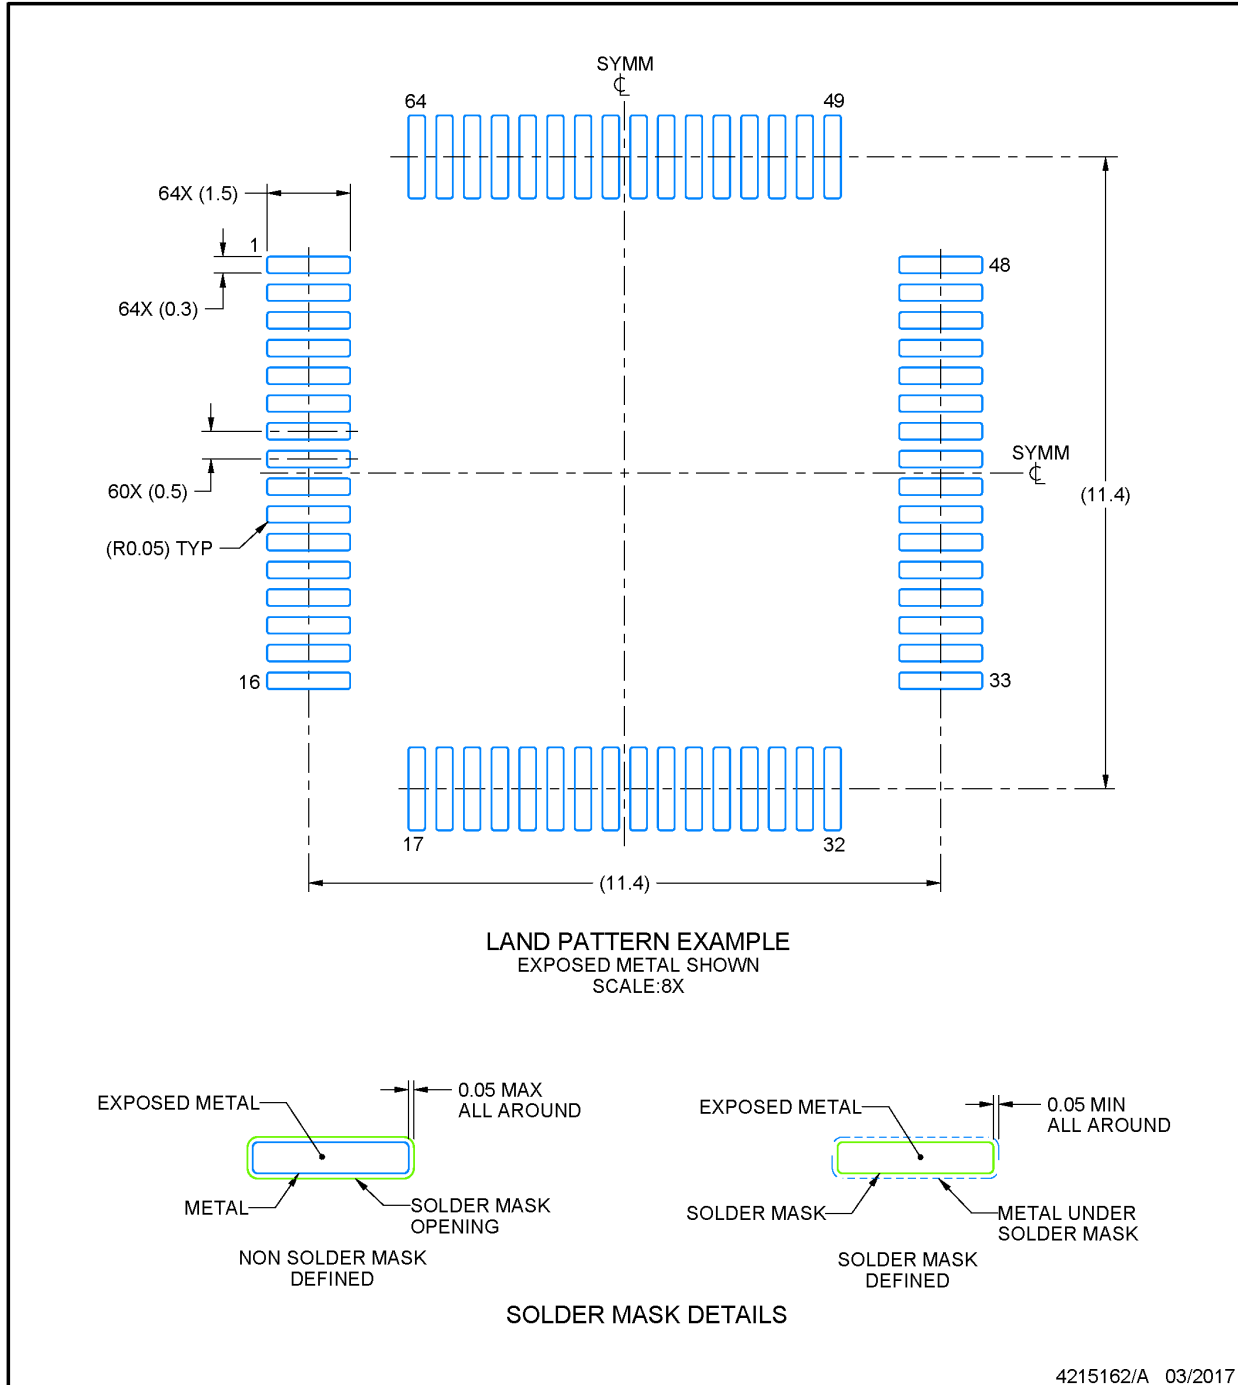 SYMM
℄
64
49
64X (1.5)
1
48
64X (0.3)
SYMM
℄
60X (0.5)
(11.4)
(R0.05) TYP
16
33
17
32
(11.4)
LAND PATTERN EXAMPLE
EXPOSED METAL SHOWN
SCALE:8X
EXPOSED METAL
0.05 MAX
ALL AROUND
METAL
SOLDER MASK
OPENING
NON SOLDER MASK
DEFINED
EXPOSED METAL
0.05 MIN
ALL AROUND
SOLDER MASK
METAL UNDER
SOLDER MASK
SOLDER MASK
DEFINED
SOLDER MASK DETAILS
4215162/A 03/2017